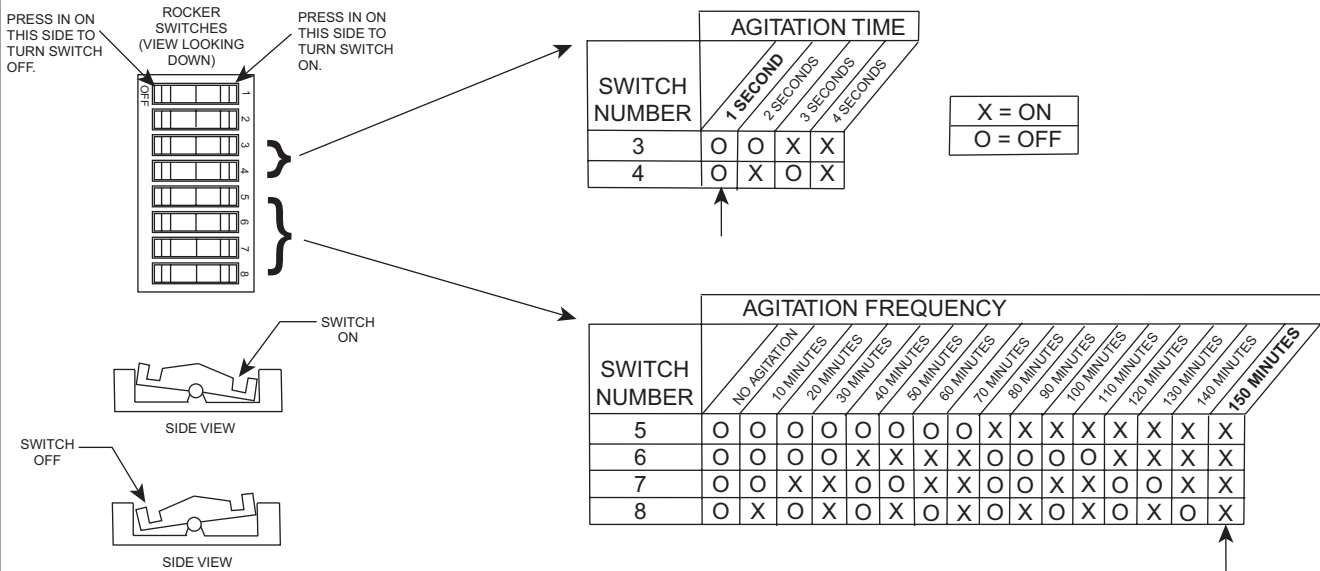 PRESS IN ON
THIS SIDE TO
TURN SWITCH
OFF.
ROCKER
SWITCHES
(VIEW LOOKING
DOWN)
PRESS IN ON
THIS SIDE TO
TURN SWITCH
ON.
OFF
1
2
3
4
5
6
7
8
SWITCH
ON
SIDE VIEW
SWITCH
OFF
SIDE VIEW
AGITATION TIME
SWITCH
NUMBER
1 SECOND
2 SECONDS
3 SECONDS
4 SECONDS
3 O O X X
4 O X O X
X = ON
O = OFF
AGITATION FREQUENCY
SWITCH
NUMBER
NO AGITATION
10 MINUTES
20 MINUTES
30 MINUTES
40 MINUTES
50 MINUTES
60 MINUTES
70 MINUTES
80 MINUTES
90 MINUTES
100 MINUTES
110 MINUTES
120 MINUTES
130 MINUTES
140 MINUTES
150 MINUTES
5 O O O O O O O O X X X X X X X X
6 O O O O X X X X O O O O X X X X
7 O O X X O O X X O O X X O O X X
8 O X O X O X O X O X O X O X O X